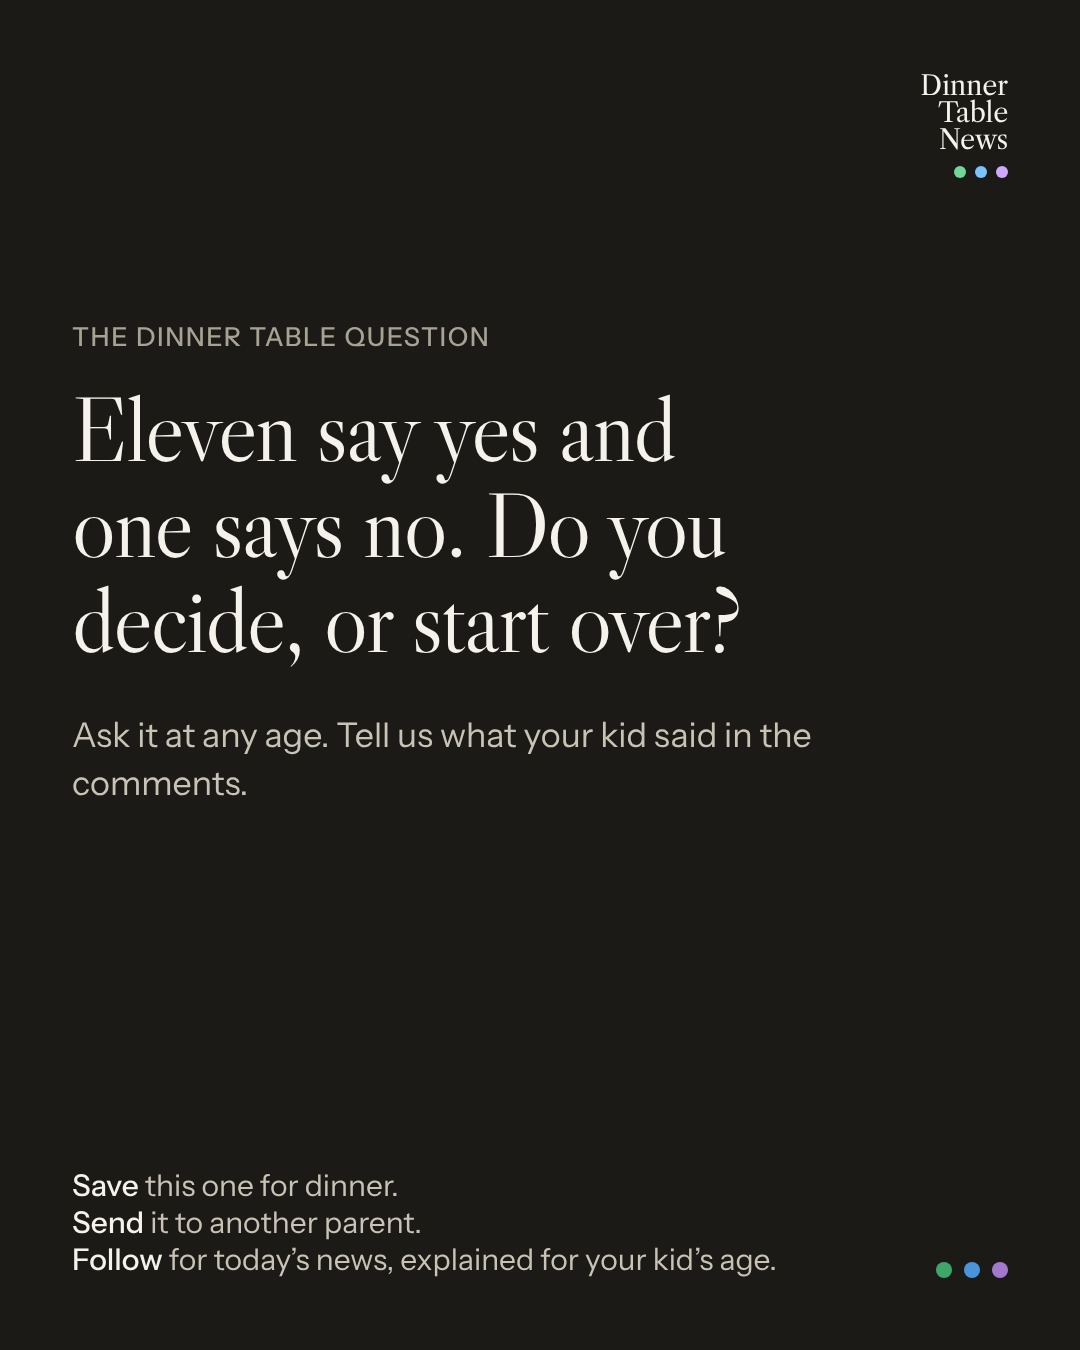 Dinner
Table
News
THE DINNER TABLE QUESTION
Eleven say yes and
one says no. Do you
decide, or start over?
Ask it at any age. Tell us what your kid said in the
comments.
Save this one for dinner.
Send it to another parent.
Follow for today’s news, explained for your kid’s age.